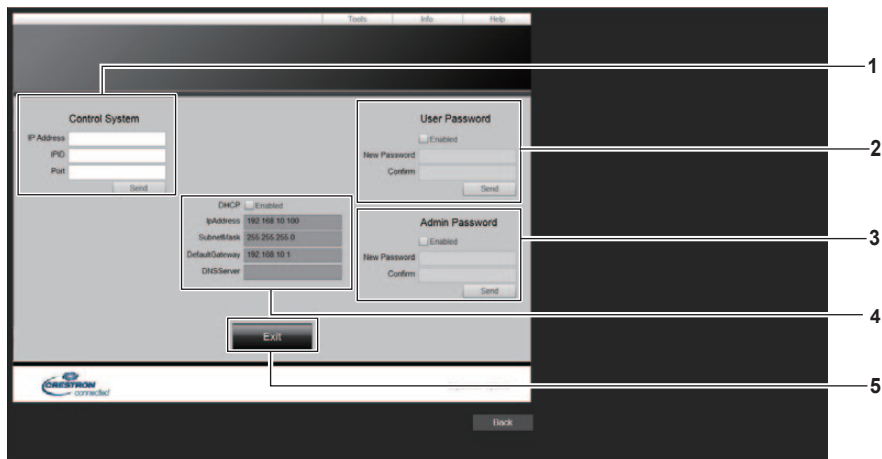 Tools Info Help
1
Control System
IP Address
IPID
Port
Send
User Password
Enabled
New Password
Confirm
Send
2
DHCP Enabled
IpAddress 192.168.10.100
SubnetMask 255.255.255.0
DefaultGateway 192.168.10.1
DNSServer
Admin Password
Enabled
New Password
Confirm
Send
3
4
Exit
5
CRESTRON
connected
Back